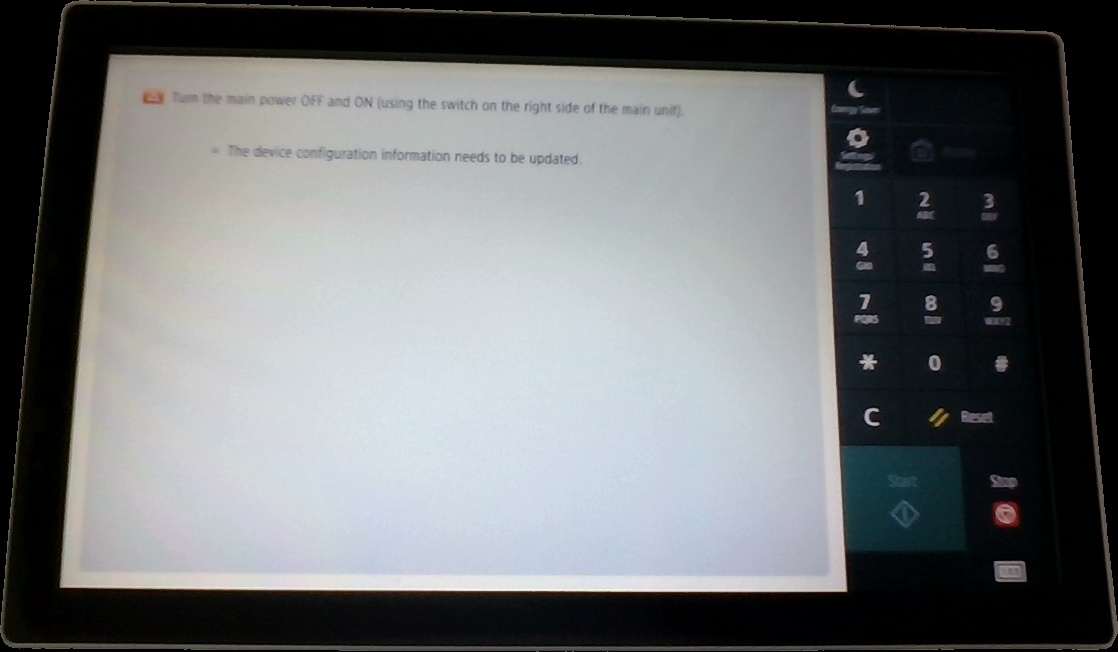 Turn the main power OFF and ON (using the switch on the right side of the main unit).
The device configuration information needs to be updated.
Energy Saver
Settings/
Registration
1
2
3
ABC
DEF
4
5
6
GHI
JKL
MNO
7
8
9
PQRS
TUV
WXYZ
*
0
#
C
Reset
Start
Stop